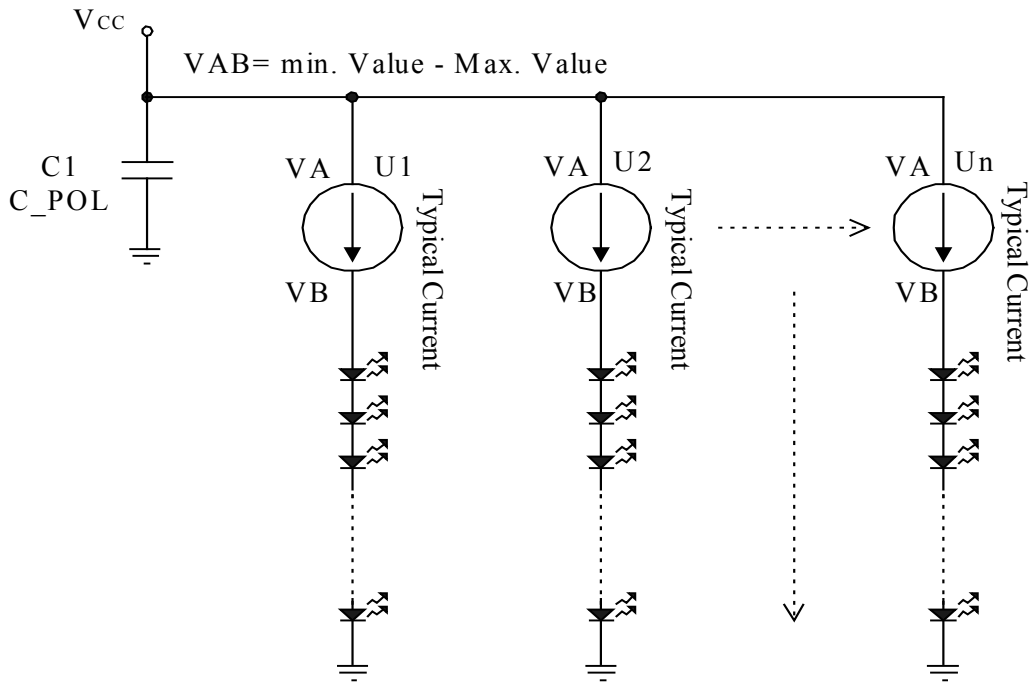 VCC
VAB= min. Value - Max. Value
C1
C_POL
VA
U1
Typical Current
VB
VA
U2
Typical Current
VB
VA
Un
Typical Current
VB